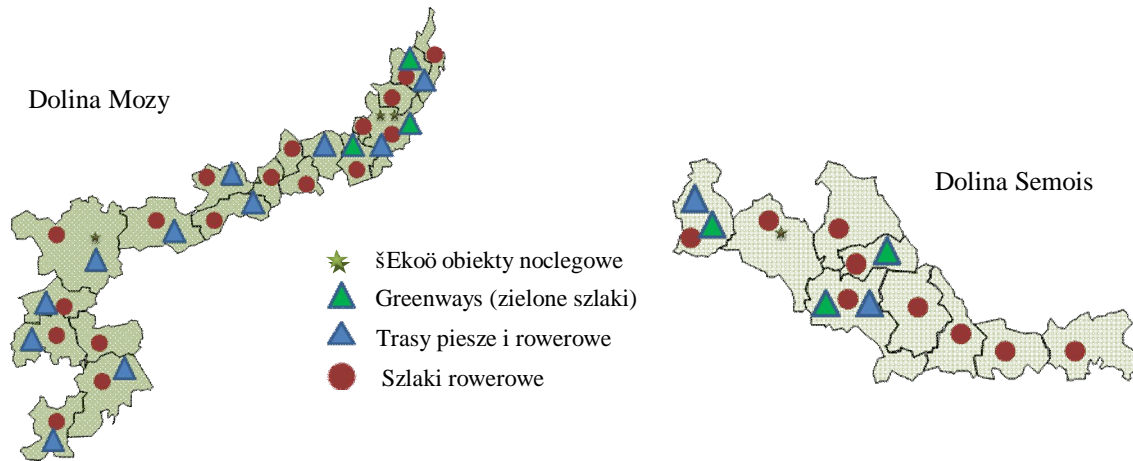 Dolina Mozy
Dolina Semois
šEkoö obiekty noclegowe
Greenways (zielone szlaki)
Trasy piesze i rowerowe
Szlaki rowerowe